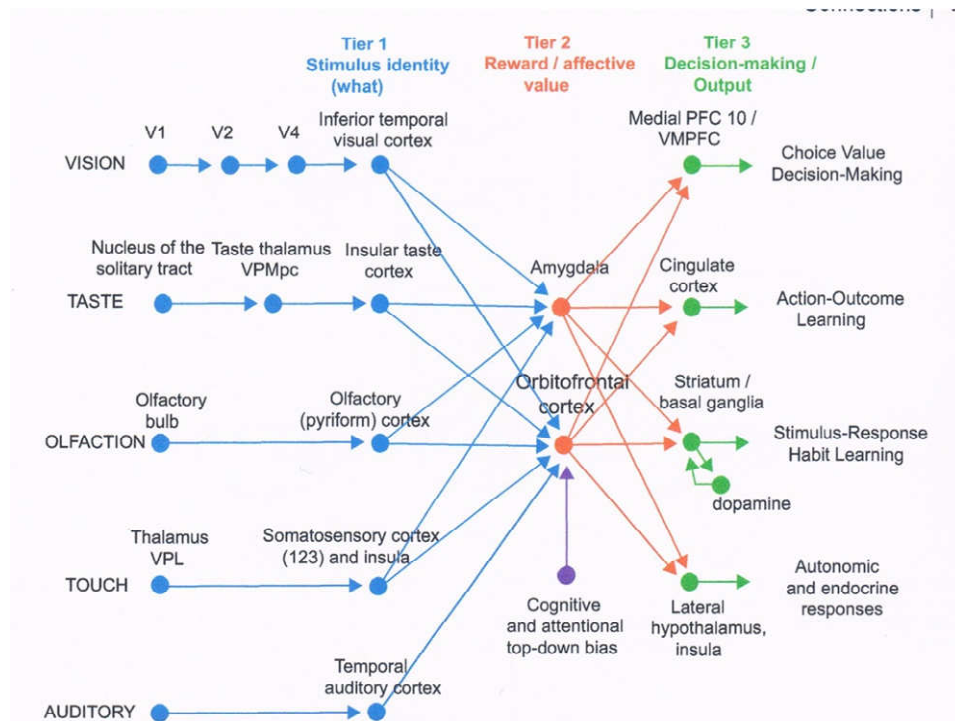 Tier 1
Stimulus identity
(what)
Tier 2
Reward / affective
value
Tier 3
Decision-making /
Output
VISION
V1
V2
V4
Inferior temporal
visual cortex
Medial PFC 10 /
VMPFC
Choice Value
Decision-Making
TASTE
Nucleus of the
solitary tract
Taste thalamus
VPMpc
Insular taste
cortex
Amygdala
Cingulate
cortex
Action-Outcome
Learning
OLFACTION
Olfactory
bulb
Olfactory
(pyriform) cortex
Orbitofrontal
cortex
Striatum /
basal ganglia
Stimulus-Response
Habit Learning
dopamine
TOUCH
Thalamus
VPL
Somatosensory cortex
(123) and insula
Cognitive
and attentional
top-down bias
Lateral
hypothalamus,
insula
Autonomic
and endocrine
responses
AUDITORY
Temporal
auditory cortex